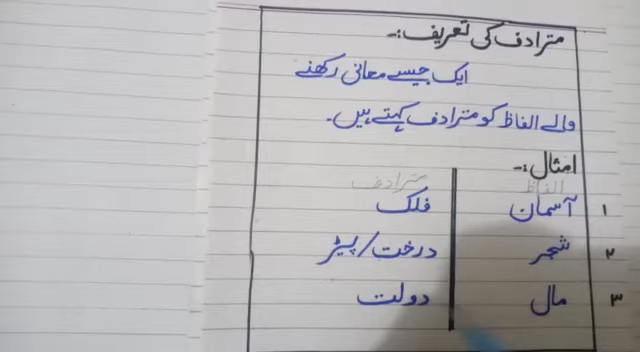 مترادف کی تعریف:-
ایک جیسے معانی رکھنے
والے الفاظ کو مترادف کہتے ہیں۔
امثال:-
الفاظ مترادف
۱ آسمان فلک
۲ شجر درخت/پیڑ
۳ مال دولت